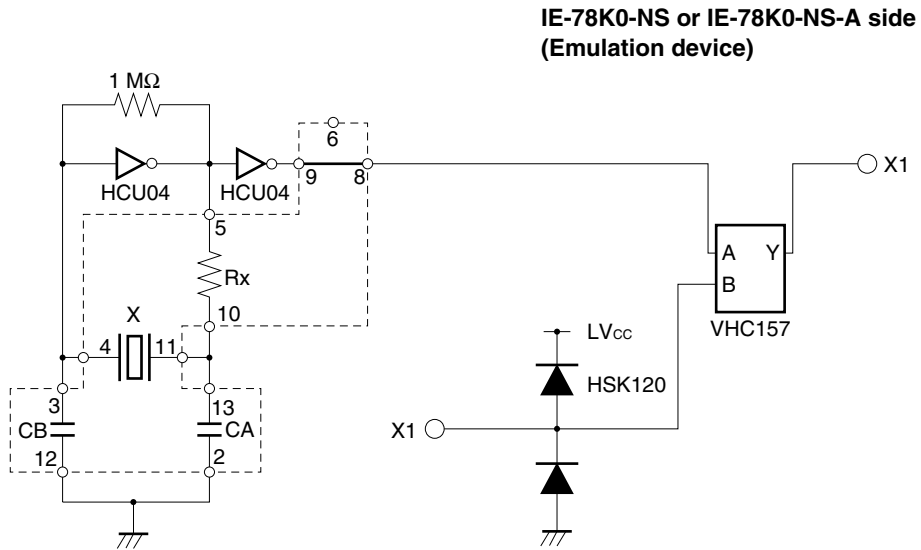 IE-78K0-NS or IE-78K0-NS-A side
(Emulation device)
1 MΩ
6
HCU04
HCU04
9
8
X1
5
A
Y
B
VHC157
Rx
10
X
4
11
LVCC
HSK120
3
13
CB
CA
X1
12
2